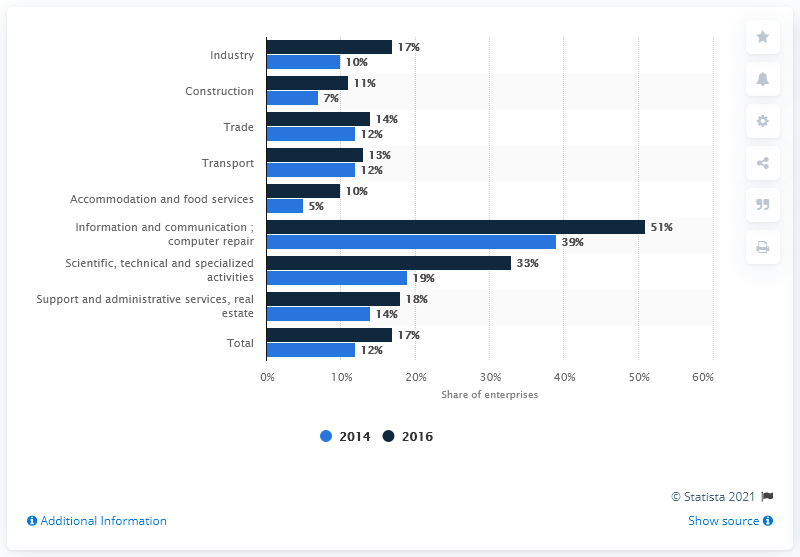 Industry
17%
10%
Construction
11%
7%
Trade
14%
12%
Transport
13%
12%
Accommodation and food services
10%
5%
Information and communication ;
computer repair
51%
39%
Scientific, technical and specialized
activities
33%
19%
Support and administrative services, real
estate
18%
14%
Total
17%
12%
0% 10% 20% 30% 40% 50% 60%
Share of enterprises
2014 2016
© Statista 2021
Additional Information
Show source